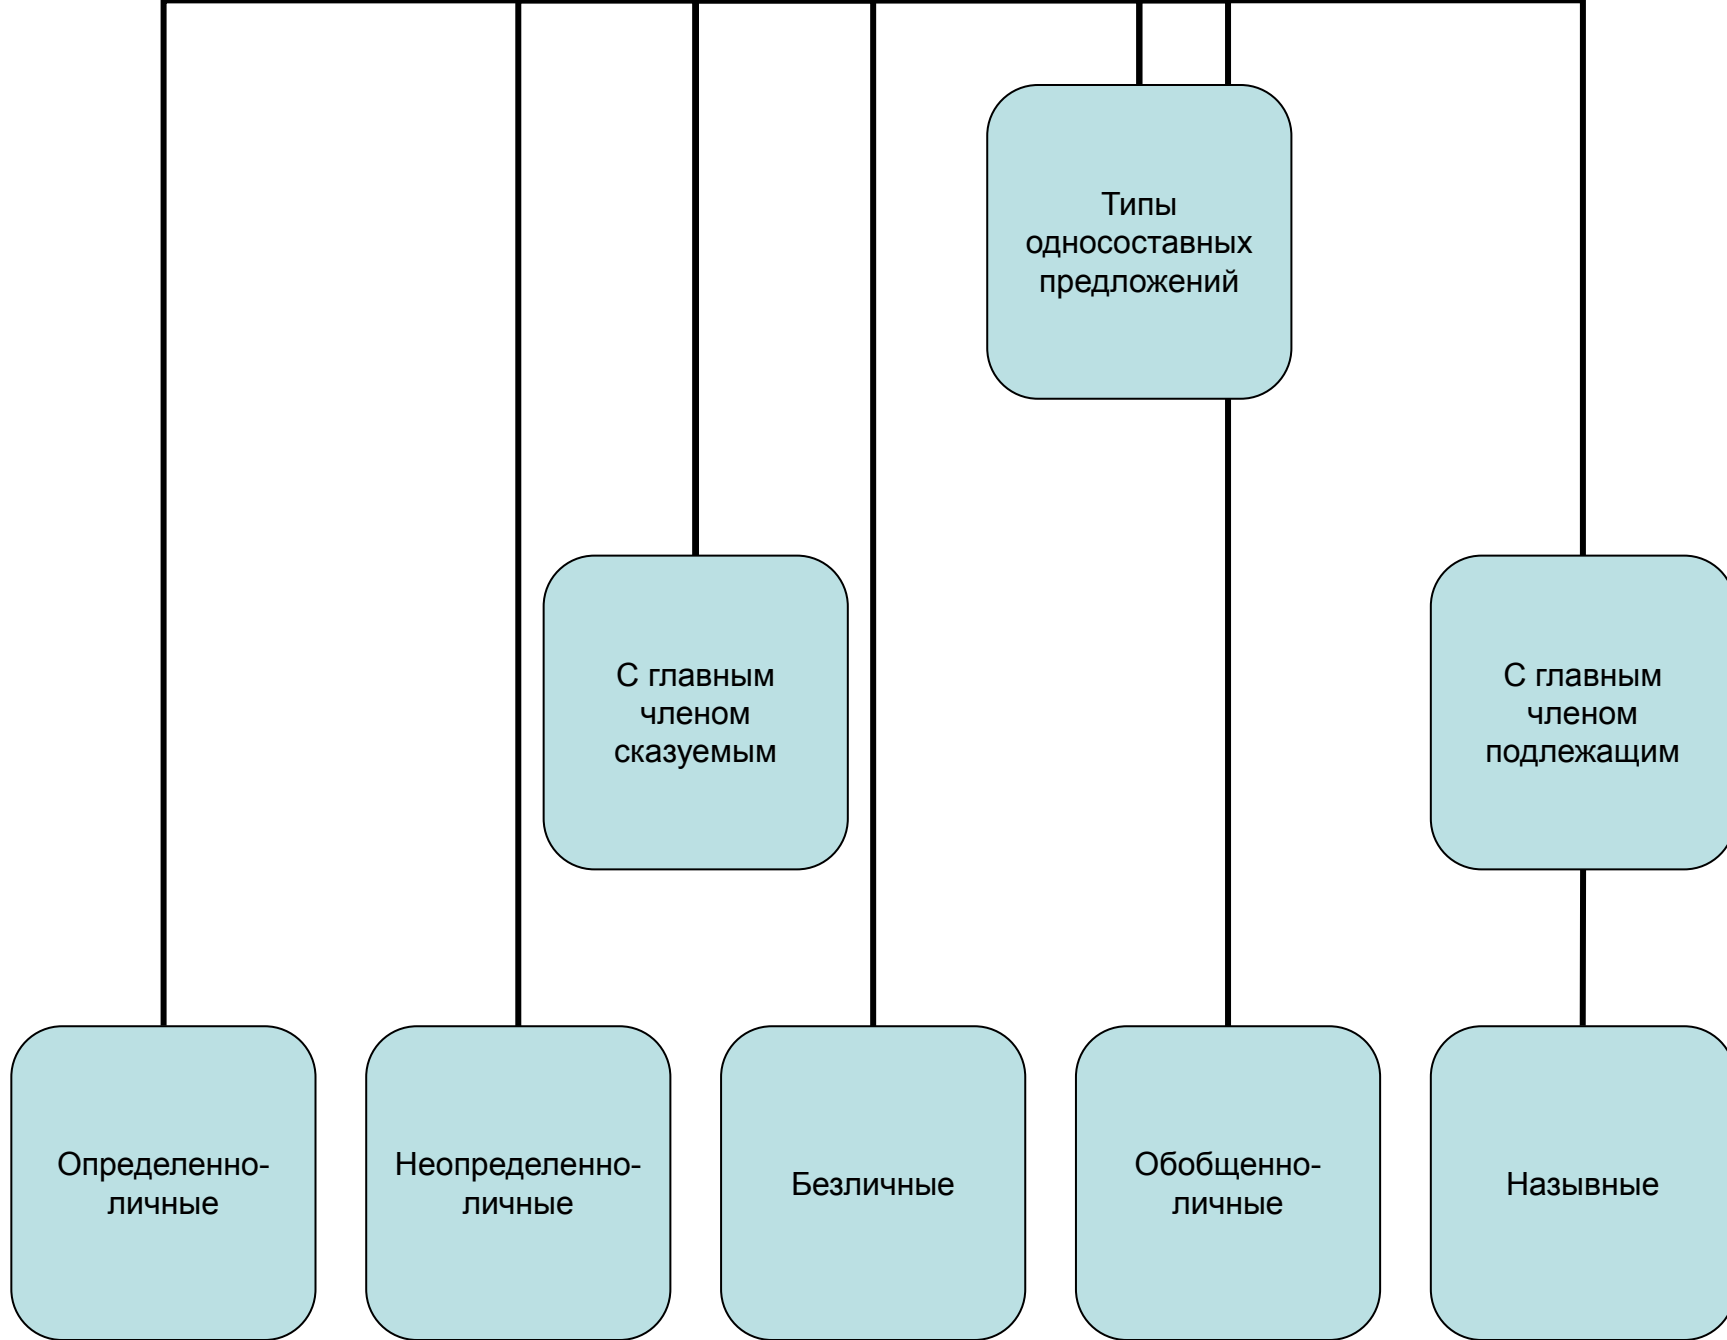 Типы
односоставных
предложений
С главным
членом
сказуемым
С главным
членом
подлежащим
Определенно-
личные
Неопределенно-
личные
Безличные
Обобщенно-
личные
Назывные